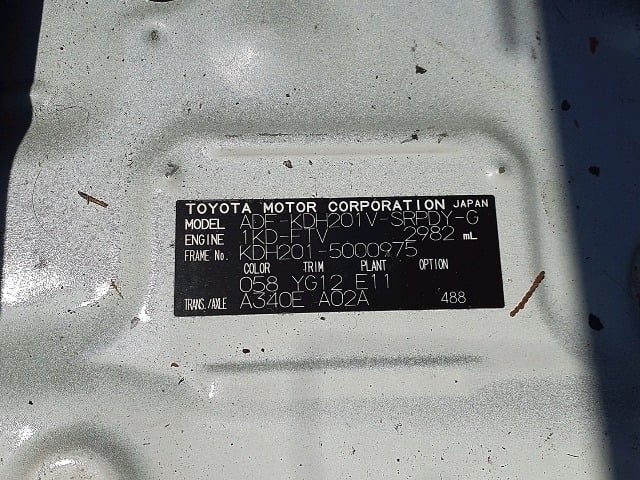 TOYOTA MOTOR CORPORATION JAPAN
MODEL ADF-KDH201V-SRPDY-G
ENGINE 1KD-FTV 2982 mL
FRAME No. KDH201-5000975
COLOR TRIM PLANT OPTION
058 YG12 E11
TRANS./AXLE A340E A02A 488